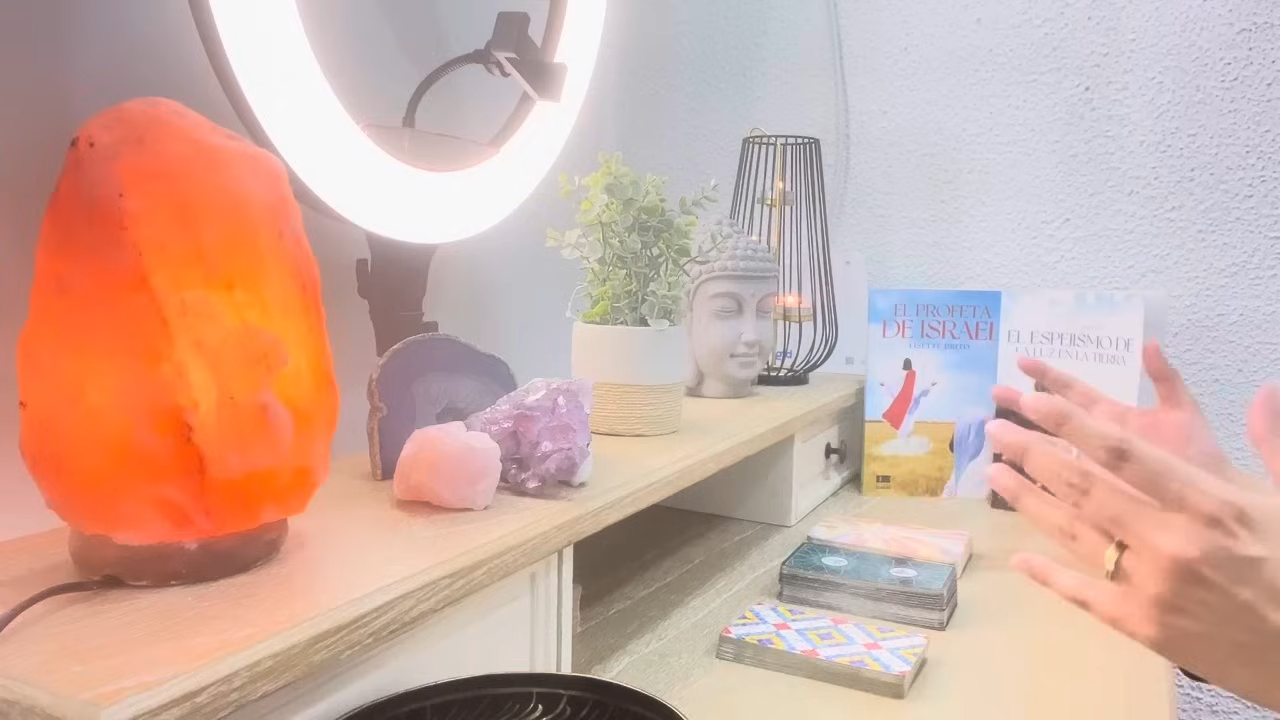 EL PROFETA
DE ISRAEL
EL ESPEJISMO DE
LA LUZ EN LA TIERRA